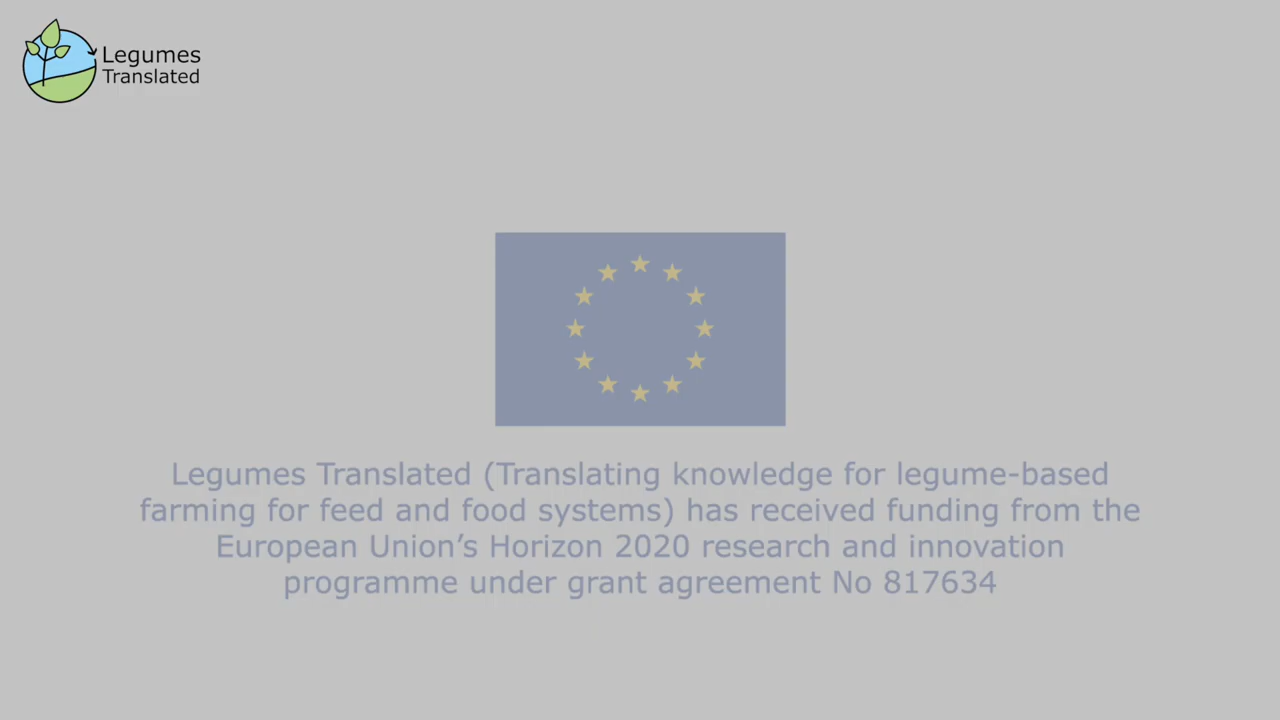 Legumes
Translated
Legumes Translated (Translating knowledge for legume-based
farming for feed and food systems) has received funding from the
European Union’s Horizon 2020 research and innovation
programme under grant agreement No 817634